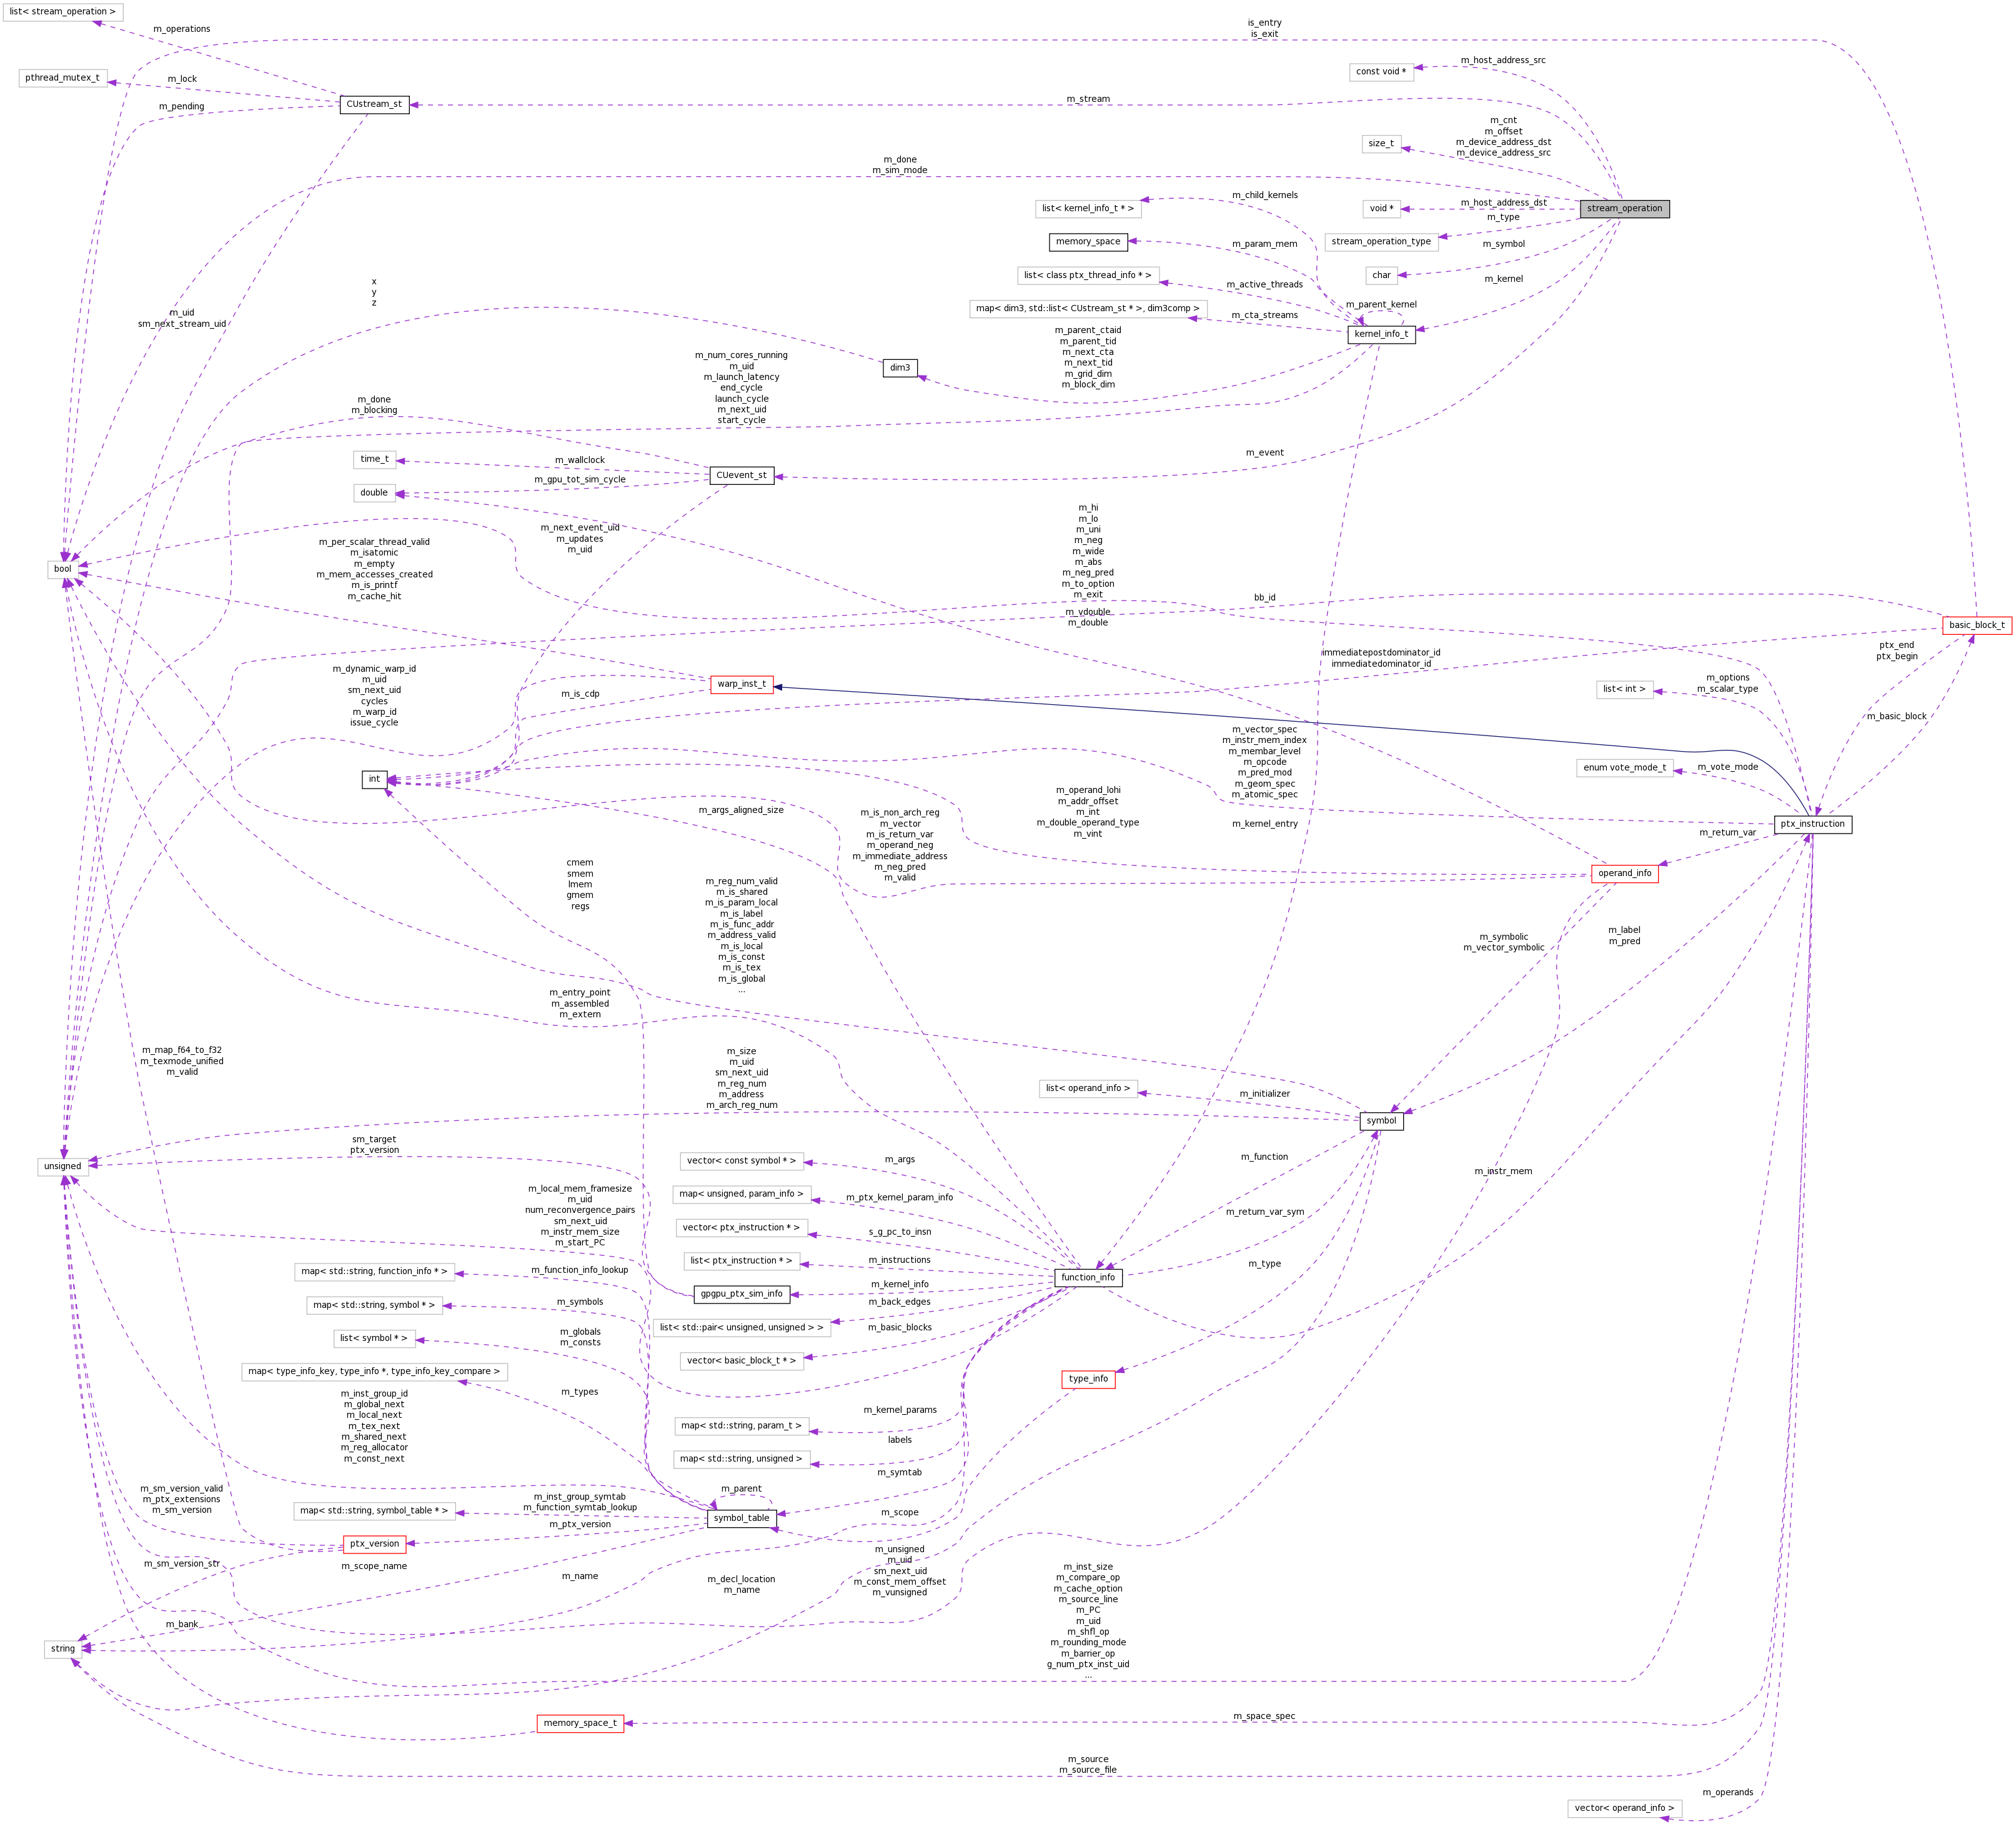 list< stream_operation >
is_entry
is_exit
m_operations
m_host_address_src
const void *
pthread_mutex_t
m_lock
m_pending
CUstream_st
m_stream
m_cnt
m_offset
m_device_address_dst
m_device_address_src
size_t
m_done
m_sim_mode
m_child_kernels
list< kernel_info_t * >
void *
m_host_address_dst
stream_operation
m_type
stream_operation_type
memory_space
m_param_mem
m_symbol
char
list< class ptx_thread_info * >
m_active_threads
m_kernel
x
y
z
map< dim3, std::list< CUstream_st * >, dim3comp >
m_cta_streams
m_parent_kernel
kernel_info_t
m_uid
sm_next_stream_uid
m_parent_ctaid
m_parent_tid
m_next_cta
m_next_tid
m_grid_dim
m_block_dim
dim3
m_num_cores_running
m_uid
m_launch_latency
end_cycle
launch_cycle
m_next_uid
start_cycle
m_done
m_blocking
time_t
m_wallclock
m_event
double
m_gpu_tot_sim_cycle
CUevent_st
m_next_event_uid
m_updates
m_uid
m_hi
m_lo
m_uni
m_neg
m_wide
m_abs
m_neg_pred
m_to_option
m_exit
bool
m_per_scalar_thread_valid
m_isatomic
m_empty
m_mem_accesses_created
m_is_printf
m_cache_hit
bb_id
m_vdouble
m_double
basic_block_t
immediatepostdominator_id
immediatedominator_id
ptx_end
ptx_begin
m_dynamic_warp_id
m_uid
sm_next_uid
cycles
m_warp_id
issue_cycle
m_is_cdp
warp_inst_t
list< int >
m_options
m_scalar_type
m_basic_block
m_vector_spec
m_instr_mem_index
m_membar_level
m_opcode
m_pred_mod
m_geom_spec
m_atomic_spec
enum vote_mode_t
m_vote_mode
int
m_args_aligned_size
m_is_non_arch_reg
m_vector
m_is_return_var
m_operand_neg
m_immediate_address
m_neg_pred
m_valid
m_operand_lohi
m_addr_offset
m_int
m_double_operand_type
m_vint
m_kernel_entry
ptx_instruction
m_return_var
operand_info
cmem
smem
lmem
gmem
regs
m_reg_num_valid
m_is_shared
m_is_param_local
m_is_label
m_is_func_addr
m_address_valid
m_is_local
m_is_const
m_is_tex
m_is_global
...
m_symbolic
m_vector_symbolic
m_label
m_pred
m_entry_point
m_assembled
m_extern
m_map_f64_to_f32
m_texmode_unified
m_valid
m_size
m_uid
sm_next_uid
m_reg_num
m_address
m_arch_reg_num
list< operand_info >
m_initializer
symbol
sm_target
ptx_version
unsigned
vector< const symbol * >
m_args
m_function
m_instr_mem
map< unsigned, param_info >
m_ptx_kernel_param_info
m_local_mem_framesize
m_uid
num_reconvergence_pairs
sm_next_uid
m_instr_mem_size
m_start_PC
vector< ptx_instruction * >
s_g_pc_to_insn
m_return_var_sym
list< ptx_instruction * >
m_instructions
m_type
map< std::string, function_info * >
m_function_info_lookup
function_info
gpgpu_ptx_sim_info
m_kernel_info
map< std::string, symbol * >
m_symbols
m_back_edges
list< std::pair< unsigned, unsigned > >
list< symbol * >
m_globals
m_consts
m_basic_blocks
vector< basic_block_t * >
map< type_info_key, type_info *, type_info_key_compare >
m_types
type_info
m_inst_group_id
m_global_next
m_local_next
m_tex_next
m_shared_next
m_reg_allocator
m_const_next
m_kernel_params
map< std::string, param_t >
labels
map< std::string, unsigned >
m_symtab
m_parent
m_sm_version_valid
m_ptx_extensions
m_sm_version
map< std::string, symbol_table * >
m_inst_group_symtab
m_function_symtab_lookup
symbol_table
m_scope
ptx_version
m_ptx_version
m_sm_version_str
m_scope_name
m_name
m_decl_location
m_name
m_unsigned
m_uid
sm_next_uid
m_const_mem_offset
m_vunsigned
m_inst_size
m_compare_op
m_cache_option
m_source_line
m_PC
m_uid
m_shfl_op
m_rounding_mode
m_barrier_op
g_num_ptx_inst_uid
...
m_bank
string
memory_space_t
m_space_spec
m_source
m_source_file
m_operands
vector< operand_info >